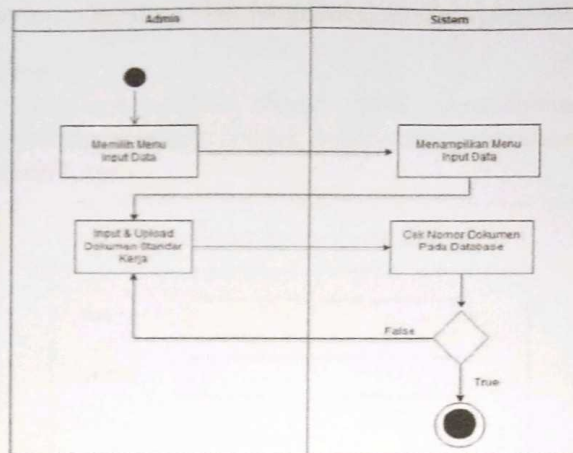 Admin
Sistem
Memilih Menu
Input Data
Menampilkan Menu
Input Data
Input & Upload
Dokumen Standar
Kerja
Cek Nomor Dokumen
Pada Database
False
True